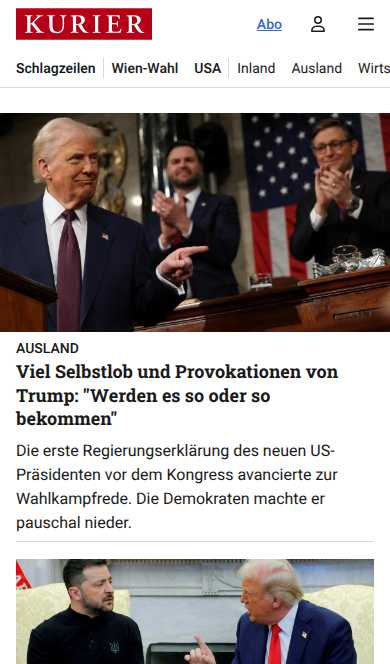 KURIER
Abo
Schlagzeilen
Wien-Wahl
USA
Inland
Ausland
Wirts
AUSLAND
Viel Selbstlob und Provokationen von
Trump: "Werden es so oder so
bekommen"
Die erste Regierungserklärung des neuen US-
Präsidenten vor dem Kongress avancierte zur
Wahlkampfrede. Die Demokraten machte er
pauschal nieder.